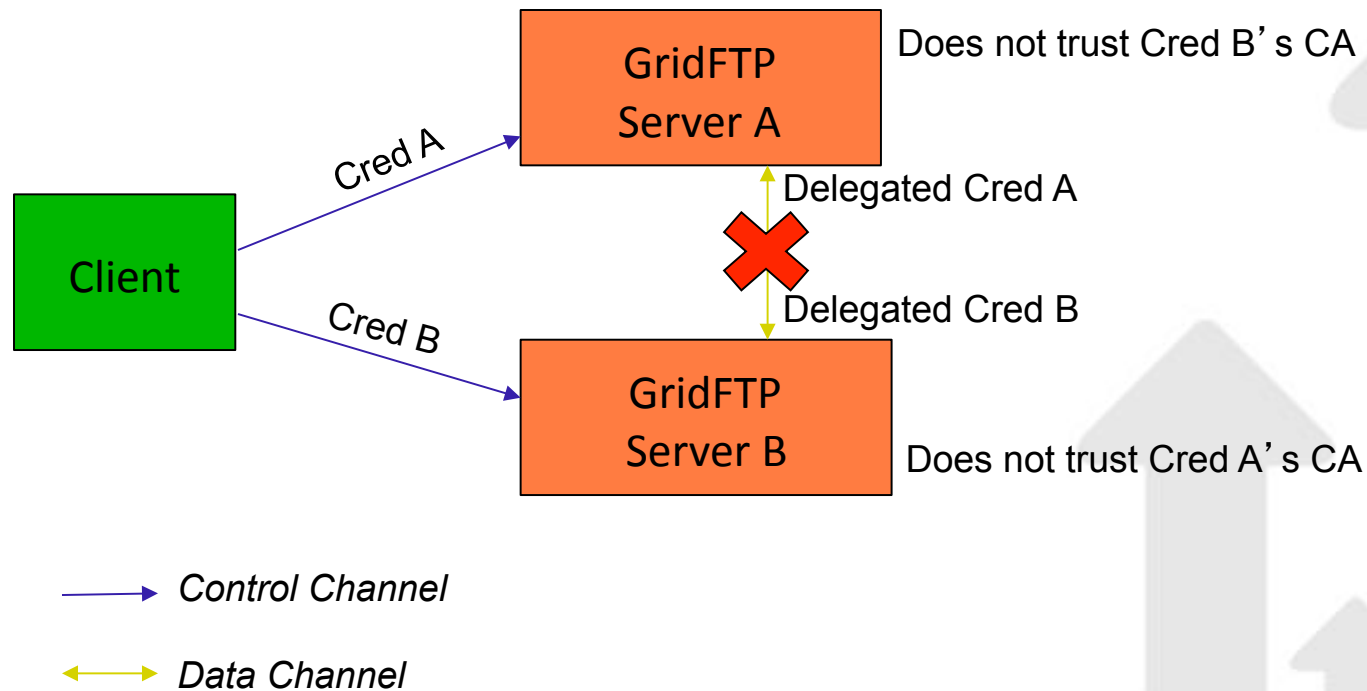 GridFTP
Server A
Does not trust Cred B’s CA
Cred A
Delegated Cred A
Client
Cred B
Delegated Cred B
GridFTP
Server B
Does not trust Cred A’s CA
Control Channel
Data Channel